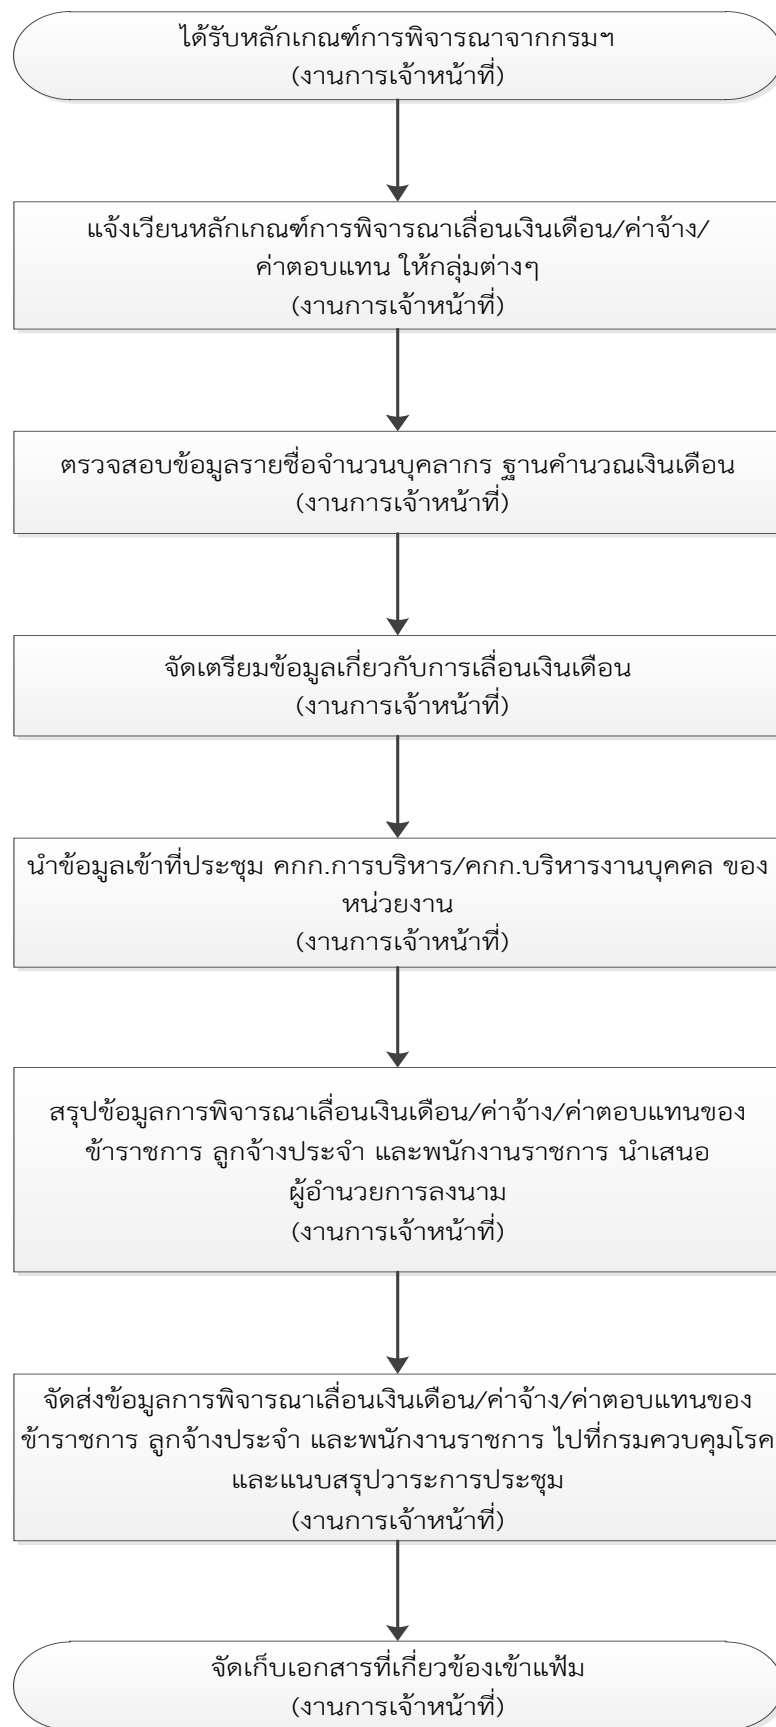 ได้รับหลักเกณฑ์การพิจารณาจากกรมฯ
(งานการเจ้าหน้าที่)
แจ้งเวียนหลักเกณฑ์การพิจารณาเลื่อนเงินเดือน/ค่าจ้าง/
ค่าตอบแทน ให้กลุ่มต่างๆ
(งานการเจ้าหน้าที่)
ตรวจสอบข้อมูลรายชื่อจำนวนบุคลากร ฐานคำนวณเงินเดือน
(งานการเจ้าหน้าที่)
จัดเตรียมข้อมูลเกี่ยวกับการเลื่อนเงินเดือน
(งานการเจ้าหน้าที่)
นำข้อมูลเข้าที่ประชุม คกก.การบริหาร/คกก.บริหารงานบุคคล ของ
หน่วยงาน
(งานการเจ้าหน้าที่)
สรุปข้อมูลการพิจารณาเลื่อนเงินเดือน/ค่าจ้าง/ค่าตอบแทนของ
ข้าราชการ ลูกจ้างประจำ และพนักงานราชการ นำเสนอ
ผู้อำนวยการลงนาม
(งานการเจ้าหน้าที่)
จัดส่งข้อมูลการพิจารณาเลื่อนเงินเดือน/ค่าจ้าง/ค่าตอบแทนของ
ข้าราชการ ลูกจ้างประจำ และพนักงานราชการ ไปที่กรมควบคุมโรค
และแนบสรุปวาระการประชุม
(งานการเจ้าหน้าที่)
จัดเก็บเอกสารที่เกี่ยวข้องเข้าแฟ้ม
(งานการเจ้าหน้าที่)